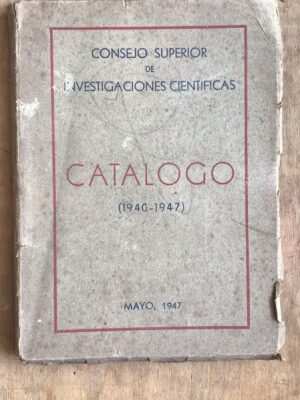 CONSEJO SUPERIOR
DE
INVESTIGACIONES CIENTIFICAS
CATALOGO
(1940-1947)
MAYO, 1947